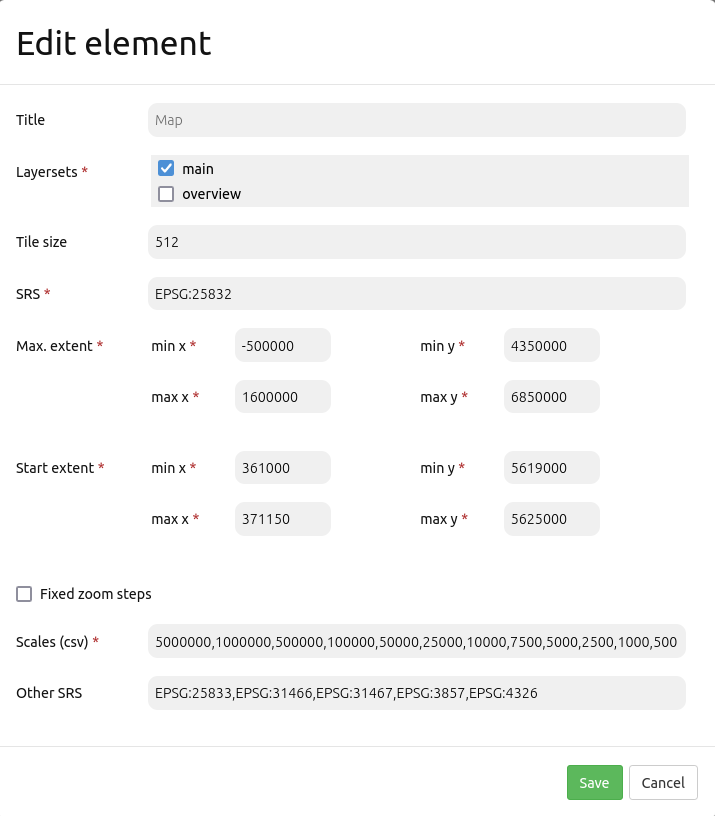 Edit element
Title Map
Layersets * main
overview
Tile size 512
SRS * EPSG:25832
Max. extent * min x * -500000 min y * 4350000
max x * 1600000 max y * 6850000
Start extent * min x * 361000 min y * 5619000
max x * 371150 max y * 5625000
Fixed zoom steps
Scales (csv) * 5000000,1000000,500000,100000,50000,25000,10000,7500,5000,2500,1000,500
Other SRS EPSG:25833,EPSG:31466,EPSG:31467,EPSG:3857,EPSG:4326
Save Cancel